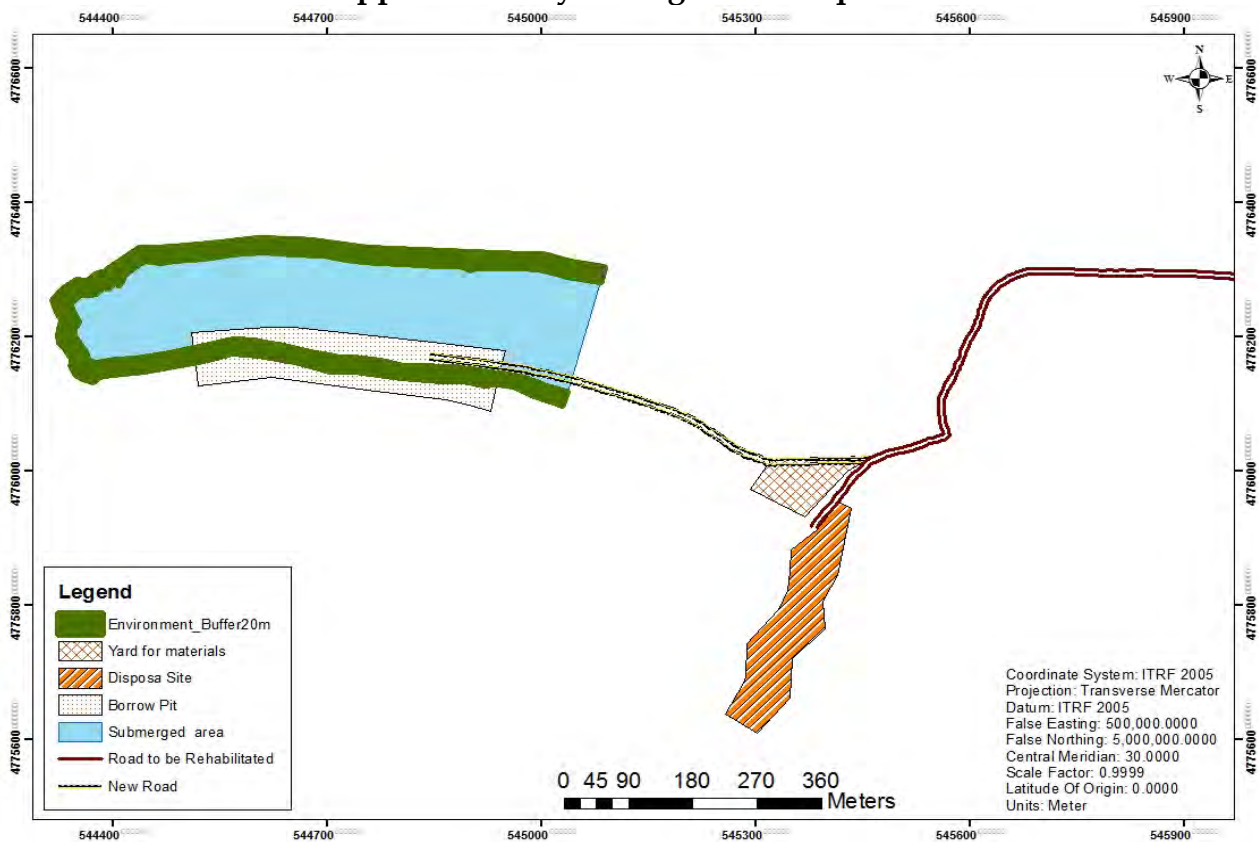 544400 544700 545000 545300 545600 545900
N
W E
S
4776600 4776600
4776400 4776400
4776200 4776200
4776000 4776000
4775800 4775800
4775600 4775600
Legend
Environment_Buffer20m
Yard for materials
Disposa Site
Borrow Pit
Submerged area
Road to be Rehabilitated
New Road
0 45 90 180 270 360
Meters
Coordinate System: ITRF 2005
Projection: Transverse Mercator
Datum: ITRF 2005
False Easting: 500,000.0000
False Northing: 5,000,000.0000
Central Meridian: 30.0000
Scale Factor: 0.9999
Latitude Of Origin: 0.0000
Units: Meter
544400 544700 545000 545300 545600 545900